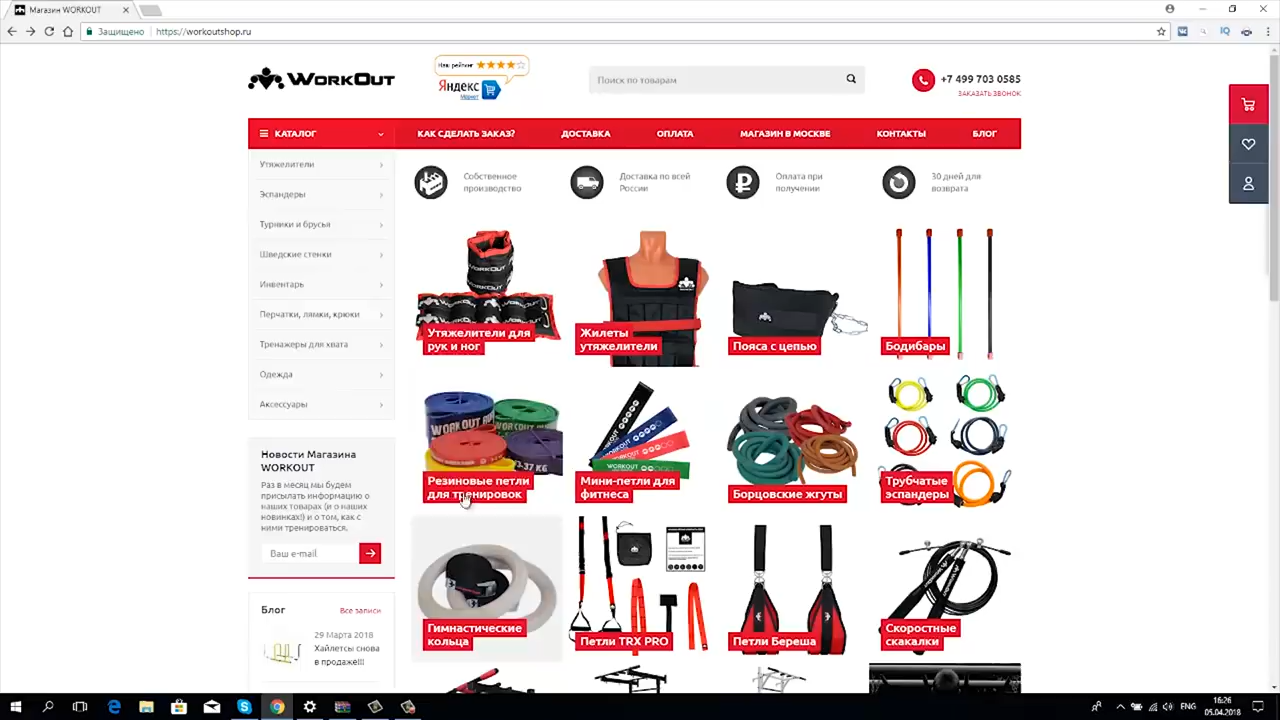 Магазин WORKOUT
Защищено
https://workoutshop.ru
WORKOUT
Наш рейтинг
Яндекс
Маркет
Поиск по товарам
+7 499 703 0585
ЗАКАЗАТЬ ЗВОНОК
КАТАЛОГ
КАК СДЕЛАТЬ ЗАКАЗ?
ДОСТАВКА
ОПЛАТА
МАГАЗИН В МОСКВЕ
КОНТАКТЫ
БЛОГ
Утяжелители
Эспандеры
Турники и брусья
Шведские стенки
Инвентарь
Перчатки, лямки, крюки
Тренажеры для хвата
Одежда
Аксессуары
Собственное
производство
Доставка по всей
России
Оплата при
получении
30 дней для
возврата
Утяжелители для
рук и ног
Жилеты
утяжелители
Пояса с цепью
Бодибары
Резиновые петли
для тренировок
Мини-петли для
фитнеса
Борцовские жгуты
Трубчатые
эспандеры
Гимнастические
кольца
Петли TRX PRO
Петли Береша
Скоростные
скакалки
Новости Магазина
WORKOUT
Раз в месяц мы будем
присылать информацию о
наших товарах (и о наших
новинках!) и о том, как с
ними тренироваться.
Ваш e-mail
Блог
Все записи
29 Марта 2018
Хайлетсы снова
в продаже!!!
ENG
16:26
05.04.2018